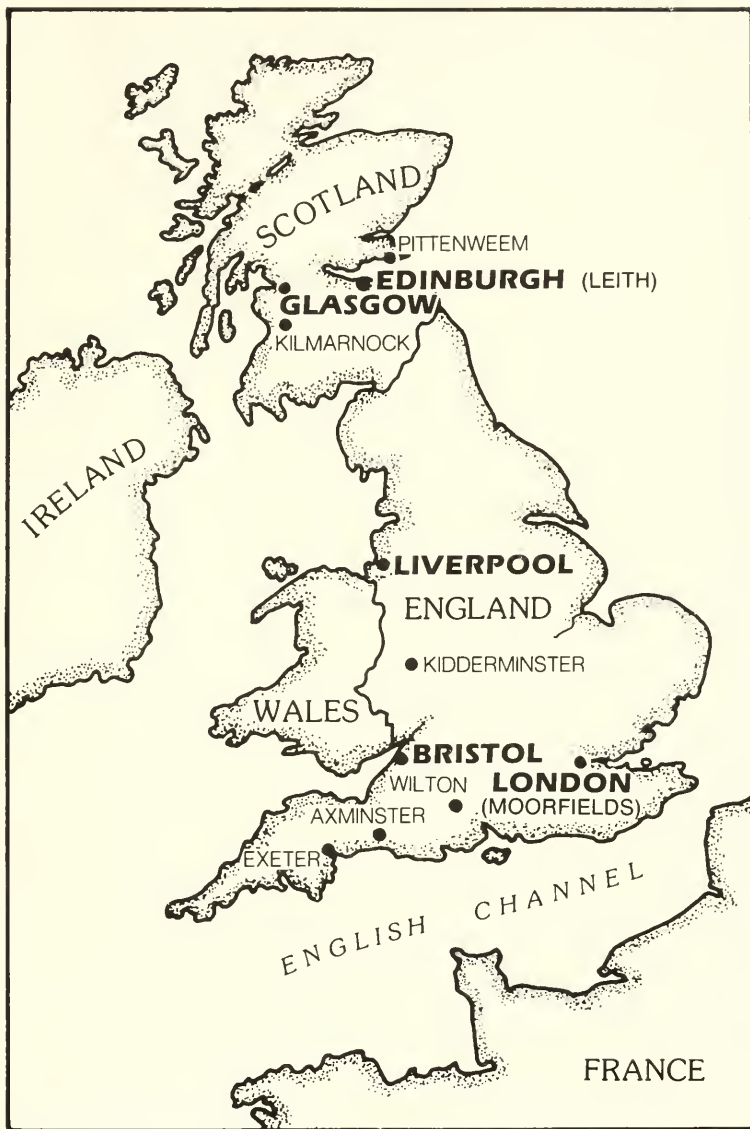 SCOTLAND
PITTENWEEM
EDINBURGH (LEITH)
GLASGOW
KILMARNOCK
IRELAND
LIVERPOOL
ENGLAND
KIDDERMINSTER
WALES
BRISTOL
WILTON
LONDON
(MOORFIELDS)
AXMINSTER
EXETER
ENGLISH CHANNEL
FRANCE